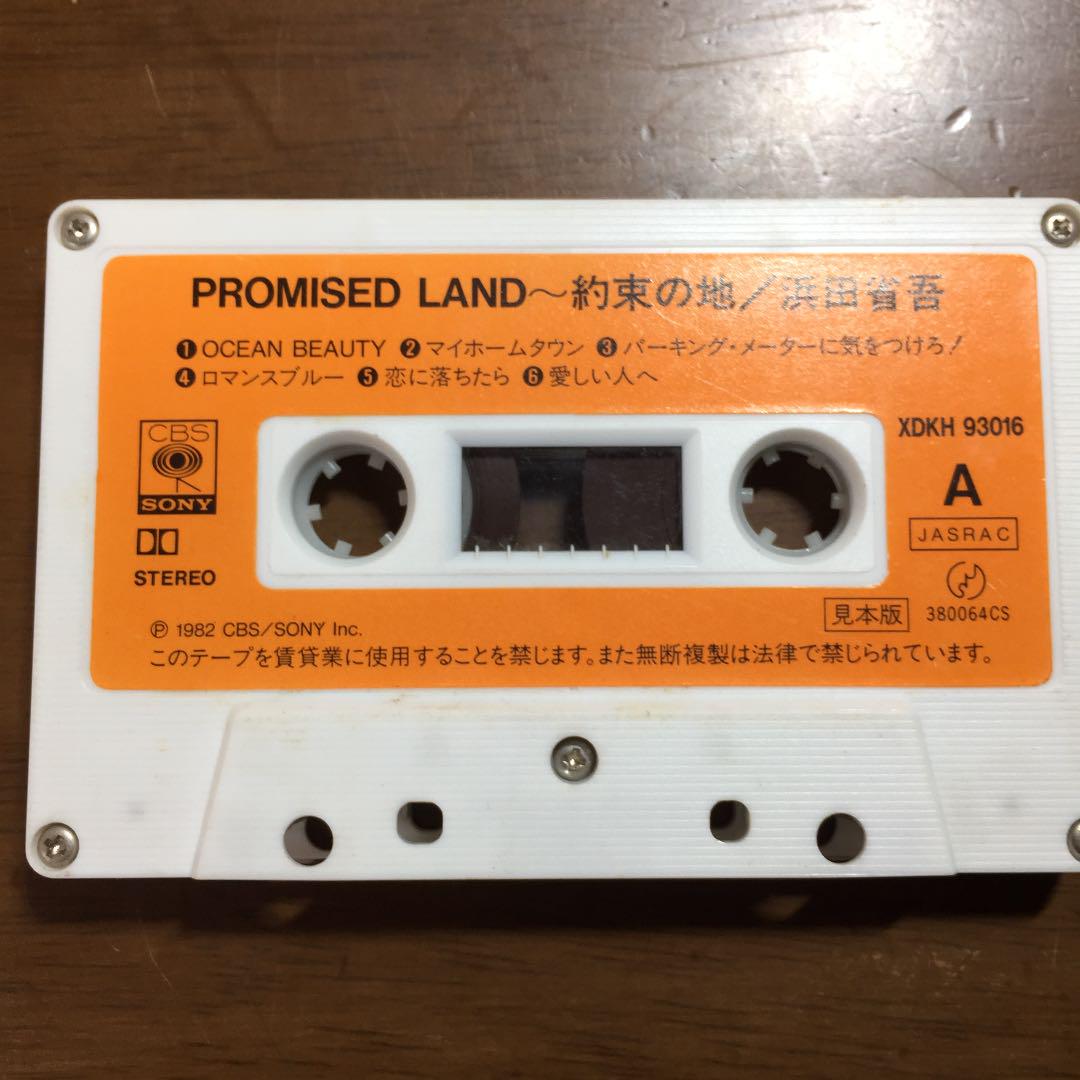 PROMISED LAND～約束の地/浜田省吾
❶OCEAN BEAUTY ❷マイホームタウン ❸パーキング・メーターに気をつけろ!
❹ロマンスブルー ❺恋に落ちたら ❻愛しい人へ
CBS
SONY
STEREO
XDKH 93016
A
JASRAC
見本版 380064CS
Ⓟ 1982 CBS/SONY Inc.
このテープを賃貸業に使用することを禁じます。また無断複製は法律で禁じられています。